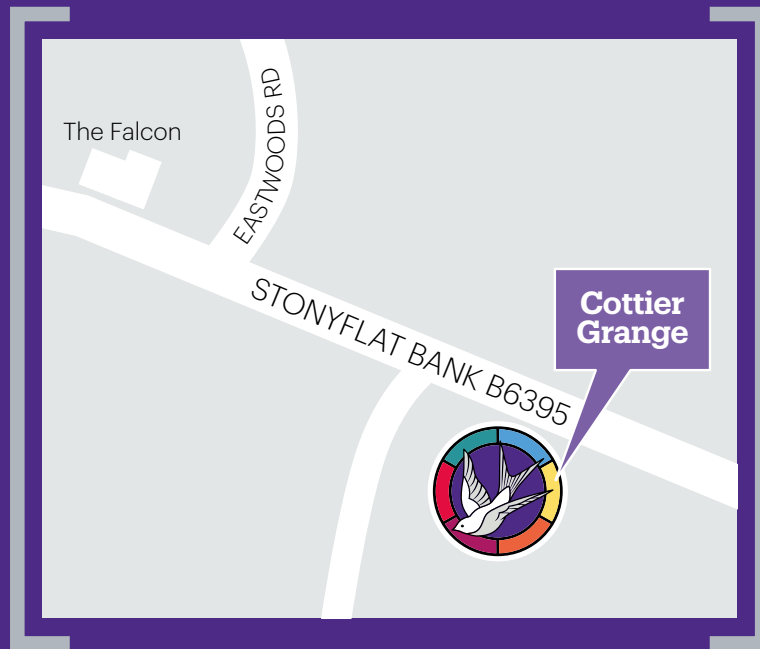 EASTWOODS RD
The Falcon
STONYFLAT BANK B6395
Cottier
Grange